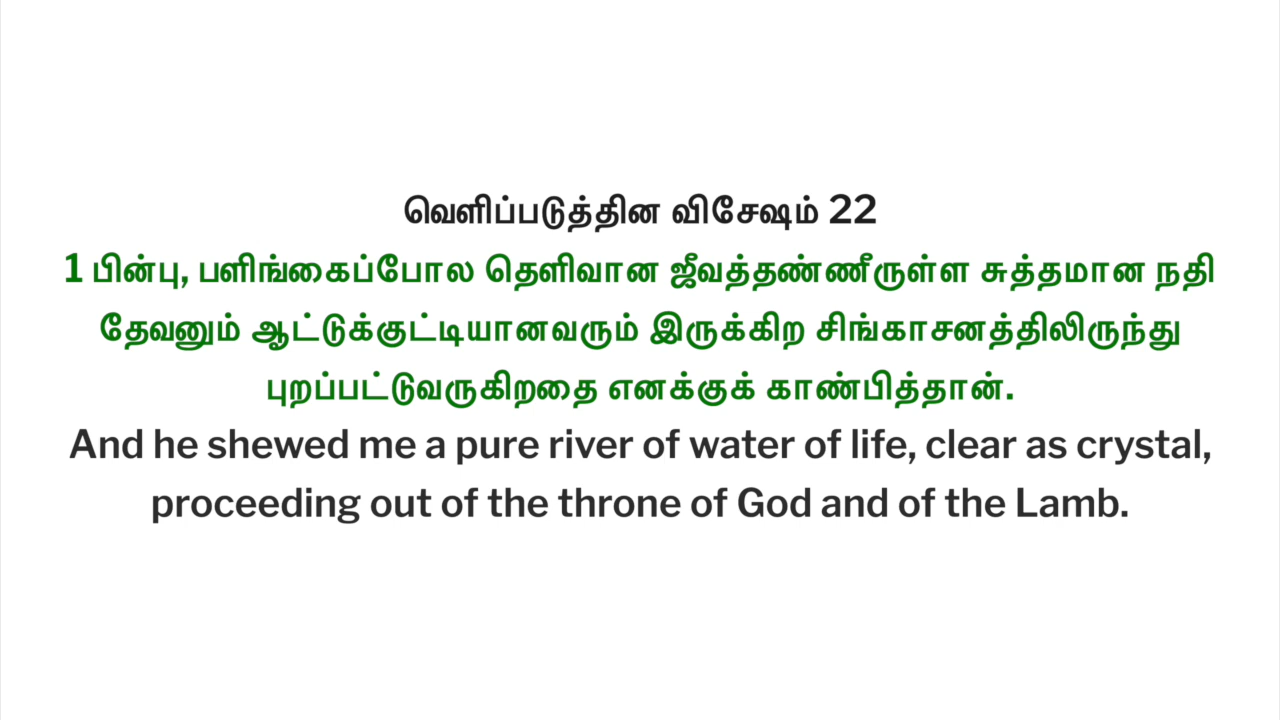 வெளிப்படுத்தின விசேஷம் 22
1 பின்பு, பளிங்கைப்போல தெளிவான ஜீவத்தண்ணீருள்ள சுத்தமான நதி
தேவனும் ஆட்டுக்குட்டியானவரும் இருக்கிற சிங்காசனத்திலிருந்து
புறப்பட்டுவருகிறதை எனக்குக் காண்பித்தான்.
And he shewed me a pure river of water of life, clear as crystal,
proceeding out of the throne of God and of the Lamb.